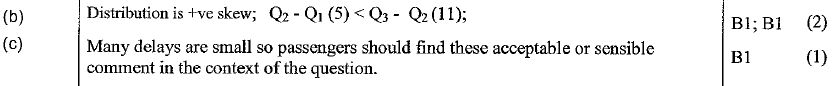 (b) Distribution is +ve skew; Q₂ - Q₁ (5) < Q₃ - Q₂ (11); B1; B1 (2)
(c) Many delays are small so passengers should find these acceptable or sensible B1 (1)
comment in the context of the question.